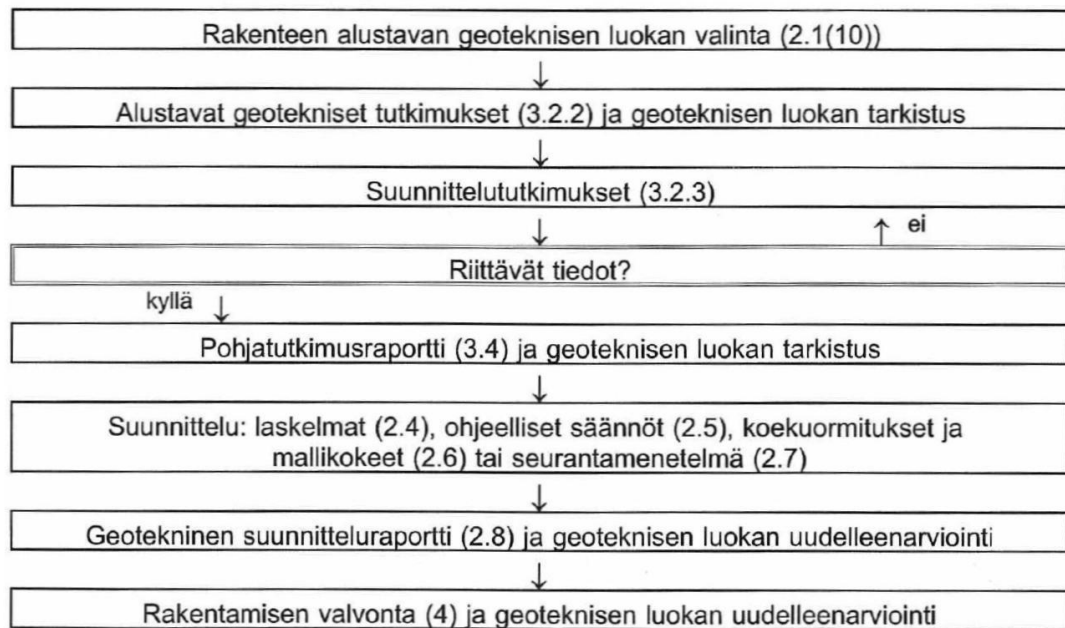 Rakenteen alustavan geoteknisen luokan valinta (2.1(10))
↓
Alustavat geotekniset tutkimukset (3.2.2) ja geoteknisen luokan tarkistus
↓
Suunnittelututkimukset (3.2.3)
↓ ↑ ei
Riittävät tiedot?
kyllä ↓
Pohjatutkimusraportti (3.4) ja geoteknisen luokan tarkistus
↓
Suunnittelu: laskelmat (2.4), ohjeelliset säännöt (2.5), koekuormitukset ja
mallikokeet (2.6) tai seurantamenetelmä (2.7)
↓
Geotekninen suunnitteluraportti (2.8) ja geoteknisen luokan uudelleenarviointi
↓
Rakentamisen valvonta (4) ja geoteknisen luokan uudelleenarviointi